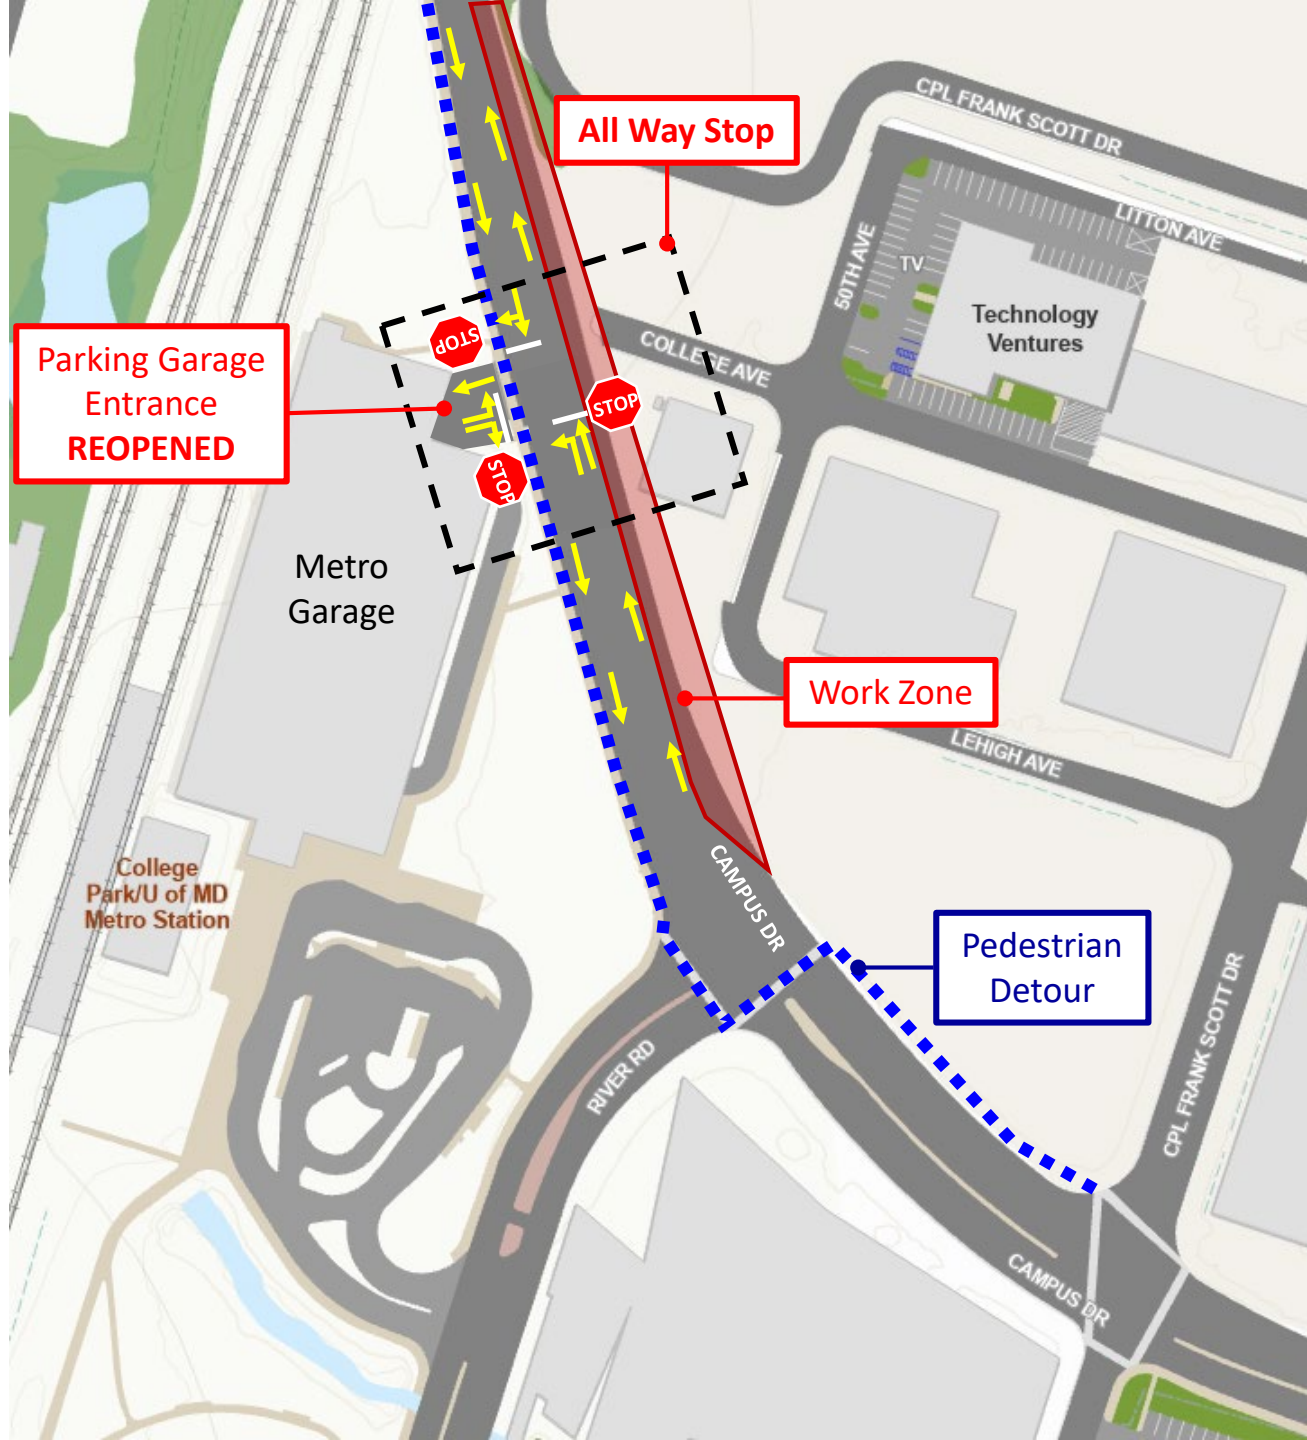 CPL FRANK SCOTT DR
All Way Stop
LITTON AVE
50TH AVE
TV
Technology
Ventures
COLLEGE AVE
STOP
Parking Garage
Entrance
REOPENED
STOP
STOP
Metro
Garage
Work Zone
LEHIGH AVE
CAMPUS DR
College
Park/U of MD
Metro Station
Pedestrian
Detour
RIVER RD
CPL FRANK SCOTT DR
CAMPUS DR